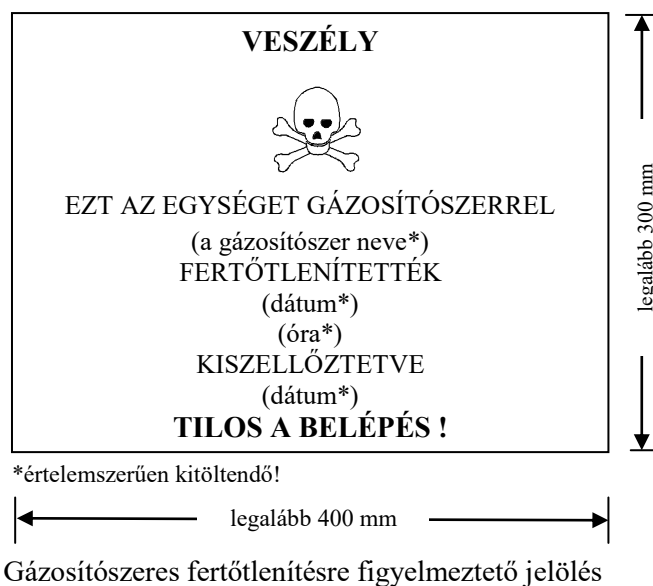 VESZÉLY
EZT AZ EGYSÉGET GÁZOSÍTÓSZERREL
(a gázosítószer neve*)
FERTŐTLENÍTETTÉK
(dátum*)
(óra*)
KISZELLŐZTETVE
(dátum*)
TILOS A BELÉPÉS !
legalább 300 mm
*értelemszerűen kitöltendő!
legalább 400 mm
Gázosítószeres fertőtlenítésre figyelmeztető jelölés